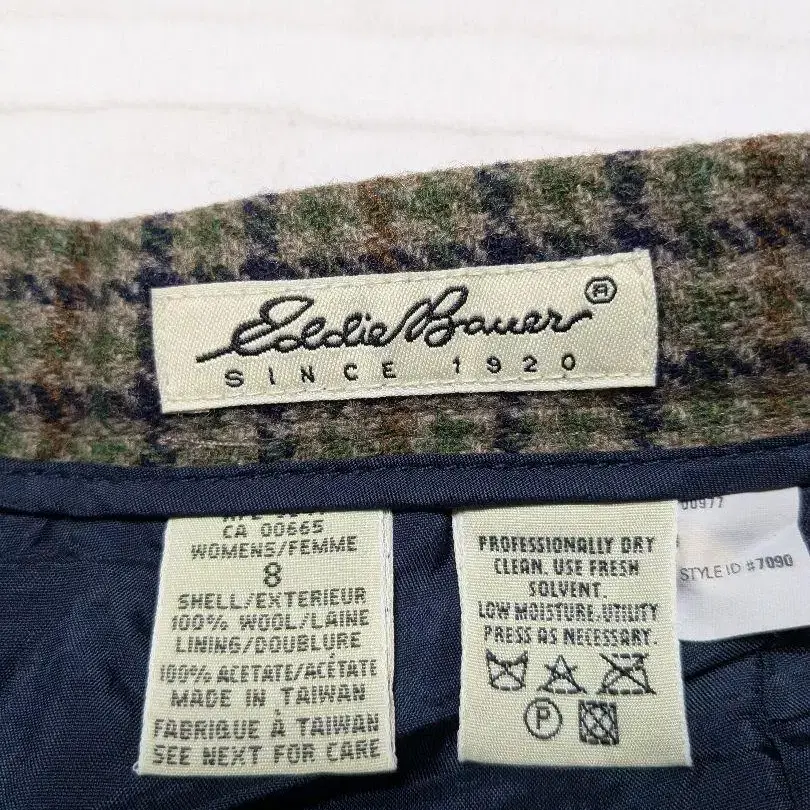 Eddie Bauer ®
SINCE 1920
CA 00665
WOMENS/FEMME
8
SHELL/EXTERIEUR
100% WOOL/LAINE
LINING/DOUBLURE
100% ACETATE/ACÉTATE
MADE IN TAIWAN
FABRIQUÉ À TAIWAN
SEE NEXT FOR CARE
PROFESSIONALLY DRY
CLEAN. USE FRESH
SOLVENT.
LOW MOISTURE/UTILITY
PRESS AS NECESSARY.
P
00977
STYLE ID #7090